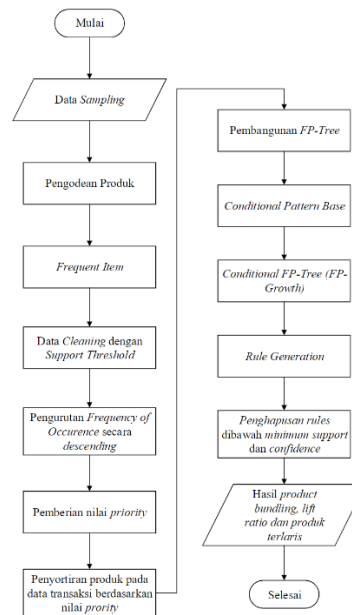 Mulai
Data Sampling
Pengodean Produk
Frequent Item
Data Cleaning dengan
Support Threshold
Pengurutan Frequency of
Occurence secara
descending
Pemberian nilai priority
Penyortiran produk pada
data transaksi berdasarkan
nilai prority
Pembangunan FP-Tree
Conditional Pattern Base
Conditional FP-Tree (FP-
Growth)
Rule Generation
Penghapusan rules
dibawah minimum support
dan confidence
Hasil product
bundling, lift
ratio dan produk
terlaris
Selesai